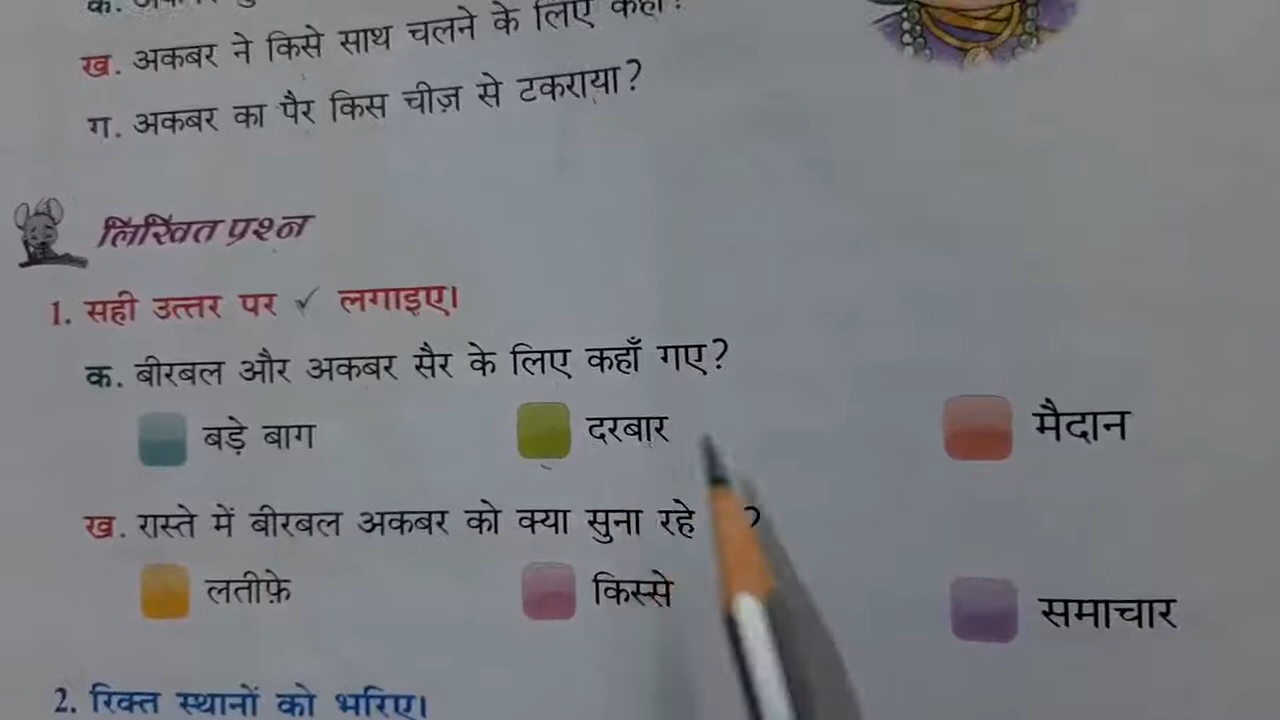 क.
ख. अकबर ने किसे साथ चलने के लिए कहा?
ग. अकबर का पैर किस चीज़ से टकराया?
लिखित प्रश्न
1. सही उत्तर पर ✓ लगाइए।
क. बीरबल और अकबर सैर के लिए कहाँ गए?
बड़े बाग दरबार मैदान
ख. रास्ते में बीरबल अकबर को क्या सुना रहे ?
लतीफ़े किस्से समाचार
2. रिक्त स्थानों को भरिए।